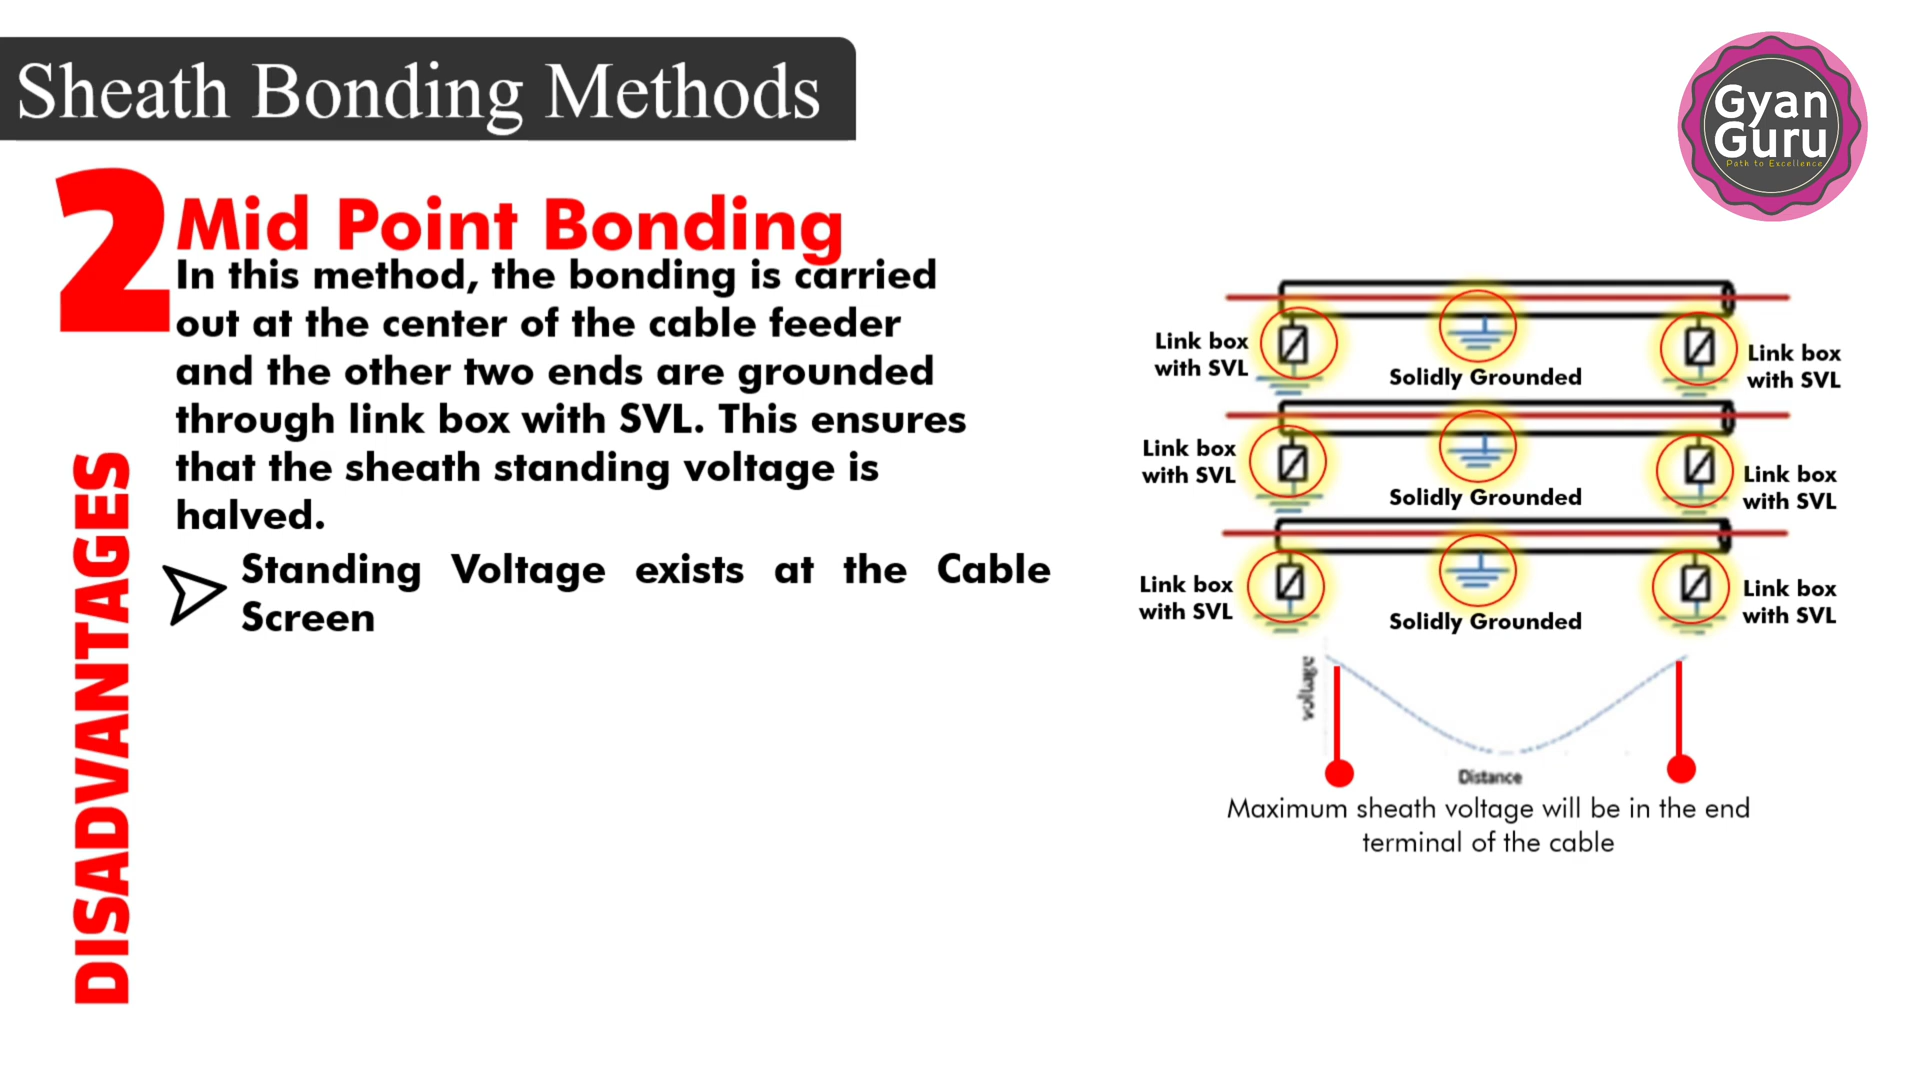 Sheath Bonding Methods
Gyan
Guru
Path to Excellence
2
Mid Point Bonding
In this method, the bonding is carried
out at the center of the cable feeder
and the other two ends are grounded
through link box with SVL. This ensures
that the sheath standing voltage is
halved.
DISADVANTAGES
Standing Voltage exists at the Cable
Screen
Link box
with SVL
Solidly Grounded
Link box
with SVL
Link box
with SVL
Solidly Grounded
Link box
with SVL
Link box
with SVL
Solidly Grounded
Link box
with SVL
voltage
Distance
Maximum sheath voltage will be in the end
terminal of the cable